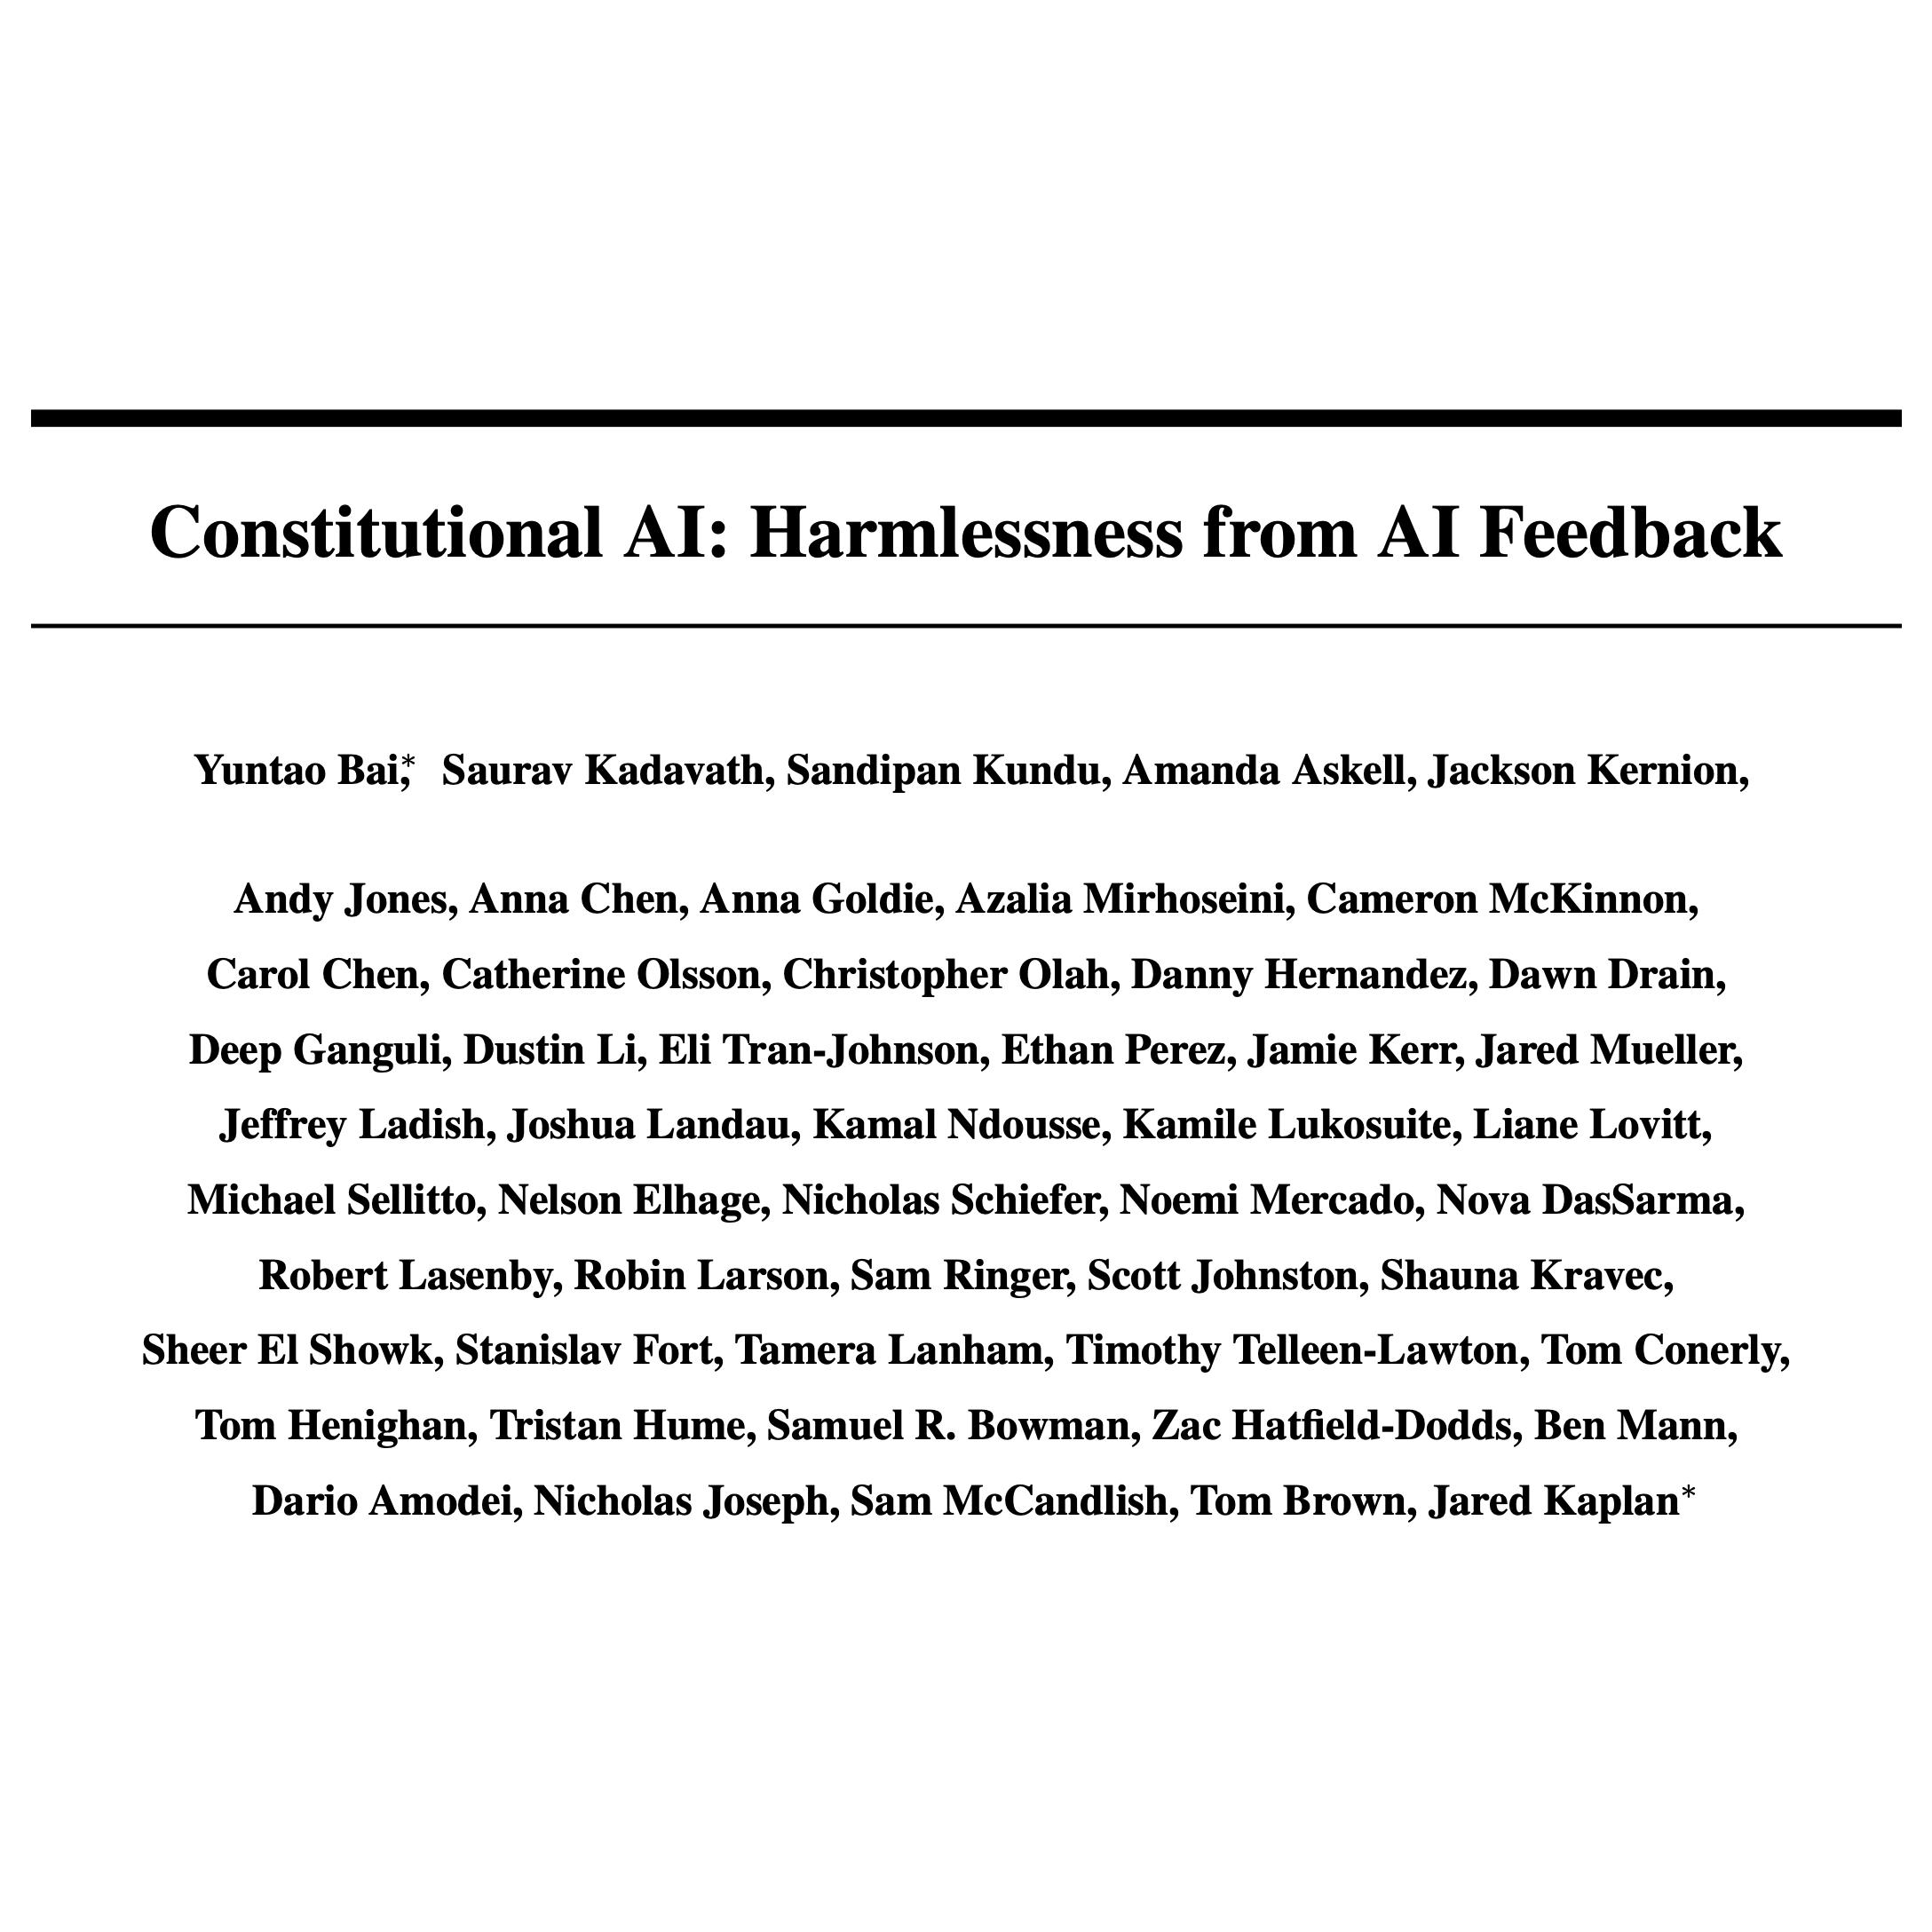 Constitutional AI: Harmlessness from AI Feedback
Yuntao Bai,* Saurav Kadavath, Sandipan Kundu, Amanda Askell, Jackson Kernion,
Andy Jones, Anna Chen, Anna Goldie, Azalia Mirhoseini, Cameron McKinnon,
Carol Chen, Catherine Olsson, Christopher Olah, Danny Hernandez, Dawn Drain,
Deep Ganguli, Dustin Li, Eli Tran-Johnson, Ethan Perez, Jamie Kerr, Jared Mueller,
Jeffrey Ladish, Joshua Landau, Kamal Ndousse, Kamile Lukosuite, Liane Lovitt,
Michael Sellitto, Nelson Elhage, Nicholas Schiefer, Noemi Mercado, Nova DasSarma,
Robert Lasenby, Robin Larson, Sam Ringer, Scott Johnston, Shauna Kravec,
Sheer El Showk, Stanislav Fort, Tamera Lanham, Timothy Telleen-Lawton, Tom Conerly,
Tom Henighan, Tristan Hume, Samuel R. Bowman, Zac Hatfield-Dodds, Ben Mann,
Dario Amodei, Nicholas Joseph, Sam McCandlish, Tom Brown, Jared Kaplan*